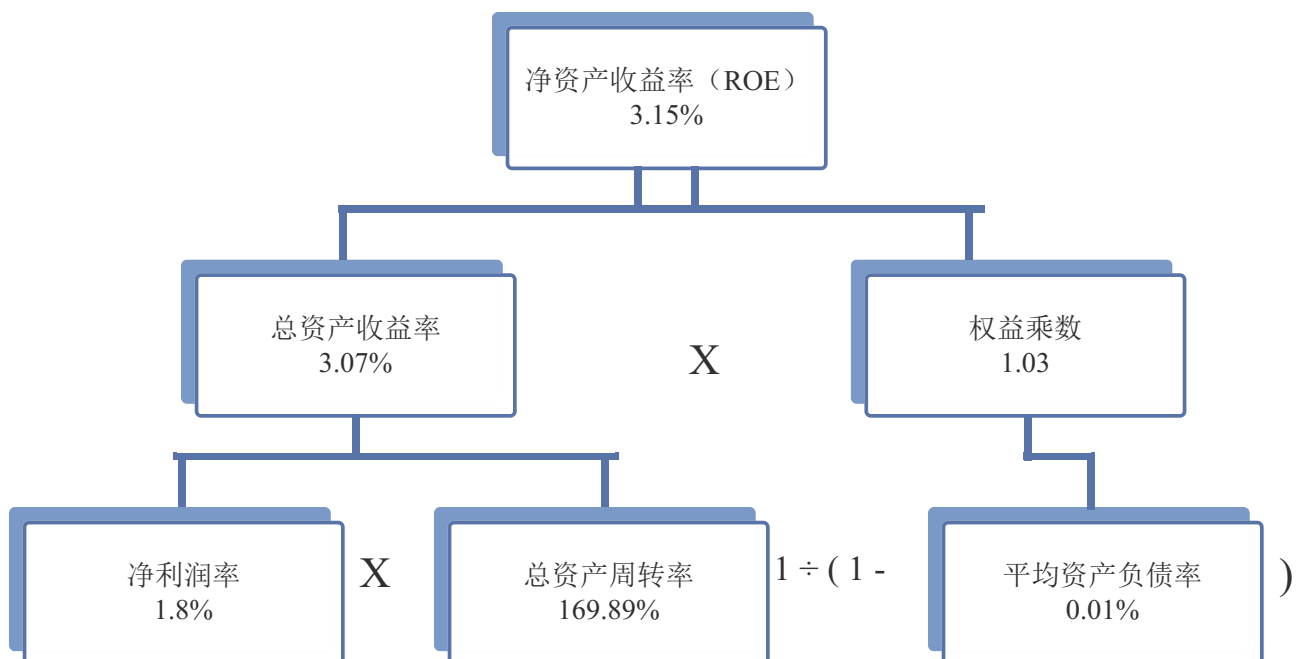 净资产收益率（ROE）
3.15%
总资产收益率
3.07%
X
权益乘数
1.03
净利润率
1.8%
X
总资产周转率
169.89%
1 ÷ ( 1 -
平均资产负债率
0.01%
)